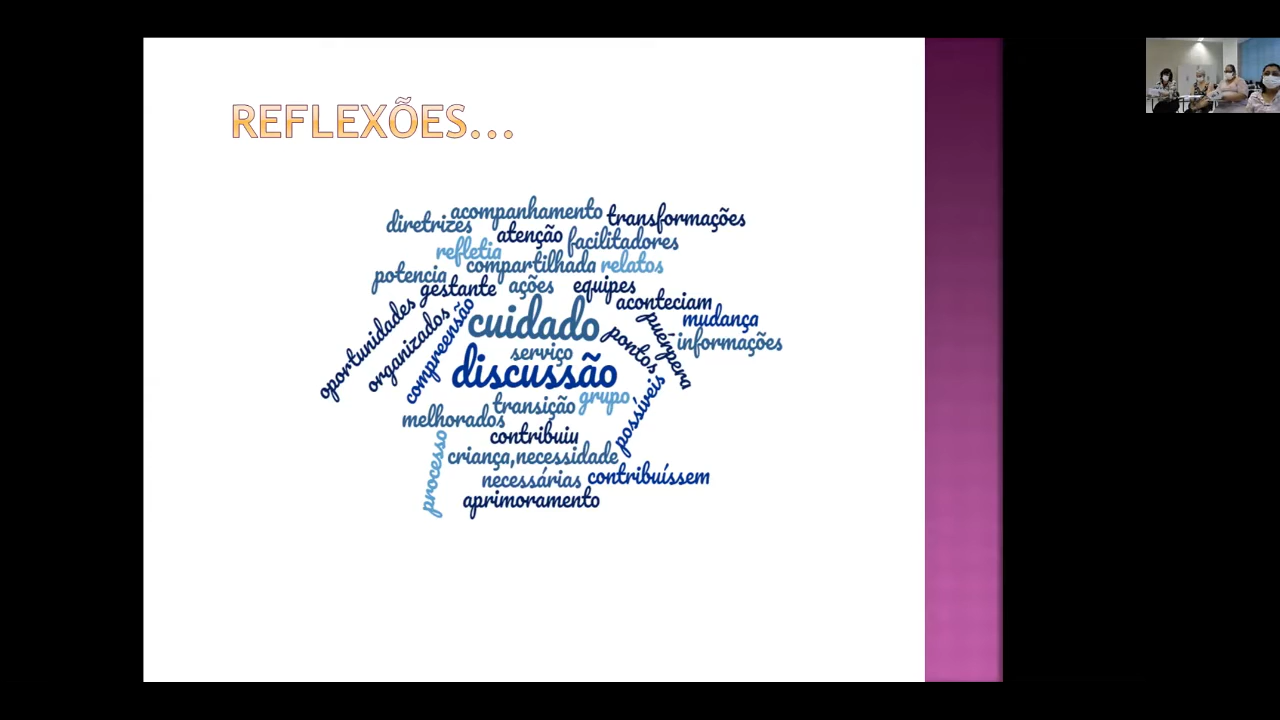 REFLEXÕES...
acompanhamento
diretrizes
transformações
atenção
facilitadores
refletia
compartilhada
relatos
potencia
gestante
ações
equipes
aconteciam
oportunidades
organizados
compreensão
cuidado
pontos
puérpera
mudança
informações
serviço
discussão
possíveis
transição
grupo
melhorados
contribuiu
processo
criança,necessidade
necessárias
contribuíssem
aprimoramento